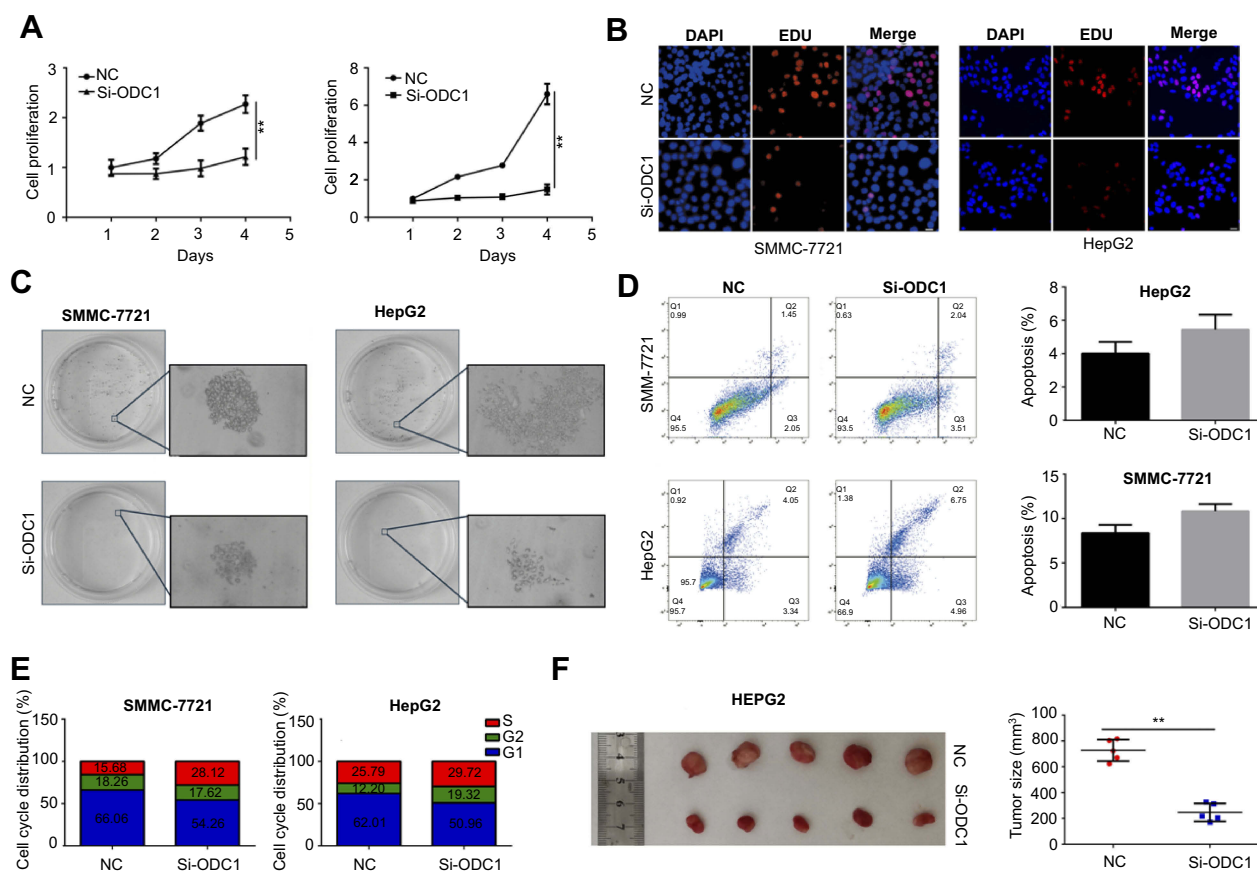 A
NC
Si-ODC1
Cell proliferation
3
2
1
0
**
1 2 3 4 5
Days
NC
Si-ODC1
Cell proliferation
8
6
4
2
0
**
1 2 3 4 5
Days
B
DAPI EDU Merge
DAPI EDU Merge
NC
Si-ODC1
SMMC-7721
HepG2
C
SMMC-7721
HepG2
NC
Si-ODC1
D
NC
Si-ODC1
SMM-7721
Q1
0.99
Q2
1.45
Q4
95.5
Q3
2.05
Q1
0.63
Q2
2.04
Q4
93.5
Q3
3.51
HepG2
Q1
0.92
Q2
4.05
95.7
Q4
95.7
Q3
3.34
Q1
1.38
Q2
6.75
Q4
66.9
Q3
4.96
HepG2
Apoptosis (%)
8
6
4
2
0
NC
Si-ODC1
SMMC-7721
Apoptosis (%)
15
10
5
0
NC
Si-ODC1
E
SMMC-7721
Cell cycle distribution (%)
150
100
50
0
15.68
18.26
66.06
28.12
17.62
54.26
NC
Si-ODC1
HepG2
S
G2
G1
Cell cycle distribution (%)
150
100
50
0
25.79
12.20
62.01
29.72
19.32
50.96
NC
Si-ODC1
F
HEPG2
3
4
5
6
7
NC
Si-ODC1
Tumor size (mm³)
0 800
800
600
400
200
0
**
NC
Si-ODC1